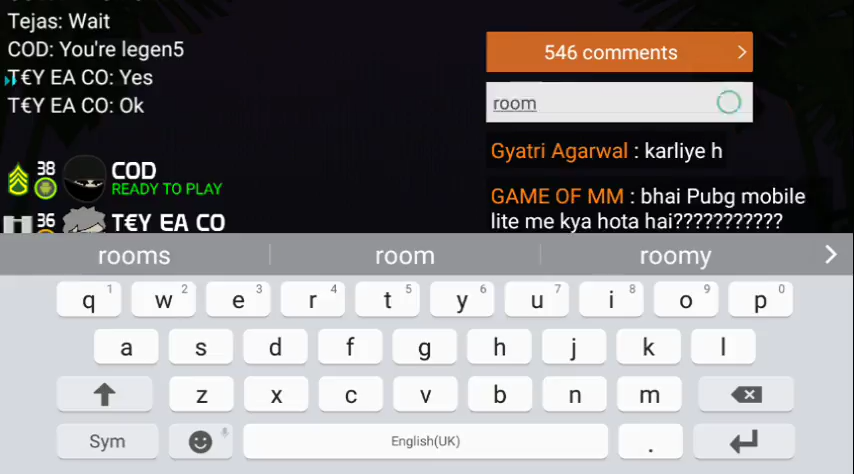 Tejas: Wait
COD: You're legen5
T€Y EA CO: Yes
T€Y EA CO: Ok
38
COD
READY TO PLAY
36
T€Y EA CO
546 comments
room
Gyatri Agarwal : karliye h
GAME OF MM : bhai Pubg mobile
lite me kya hota hai???????????
rooms room roomy
q 1 w 2 e 3 r 4 t 5 y 6 u 7 i 8 o 9 p 0
a s d f g h j k l
z x c v b n m
Sym English(UK) .